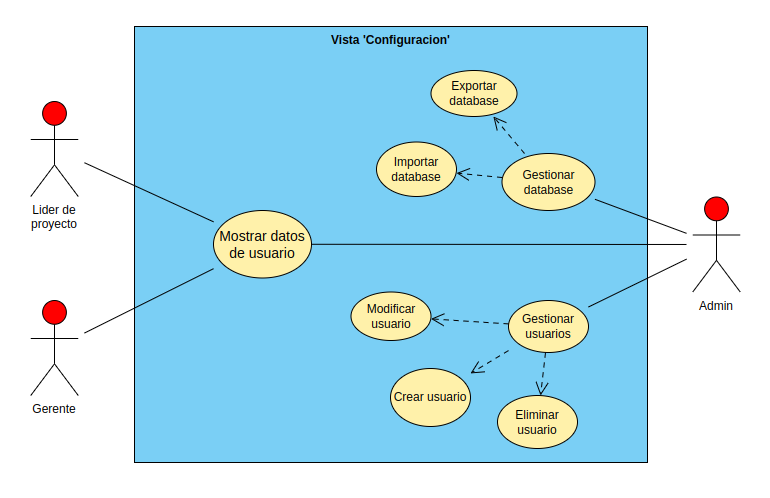 Vista 'Configuracion'
Exportar
database
Importar
database
Gestionar
database
Lider de
proyecto
Mostrar datos
de usuario
Admin
Modificar
usuario
Gestionar
usuarios
Crear usuario
Eliminar
usuario
Gerente